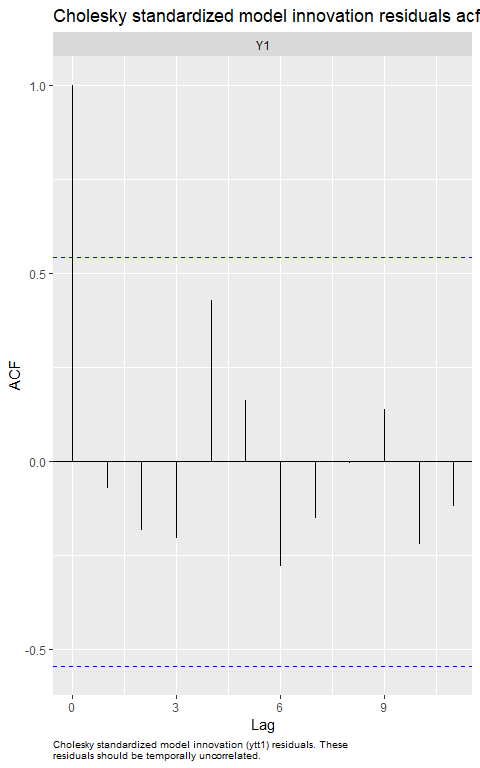 Cholesky standardized model innovation residuals acf
Y1
1.0
0.5
0.0
-0.5
ACF
0
3
6
9
Lag
Cholesky standardized model innovation (ytt1) residuals. These
residuals should be temporally uncorrelated.